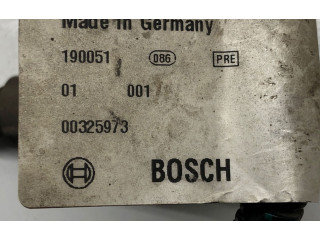 Made in Germany
190051 086 PRE
01 001
00325973
BOSCH